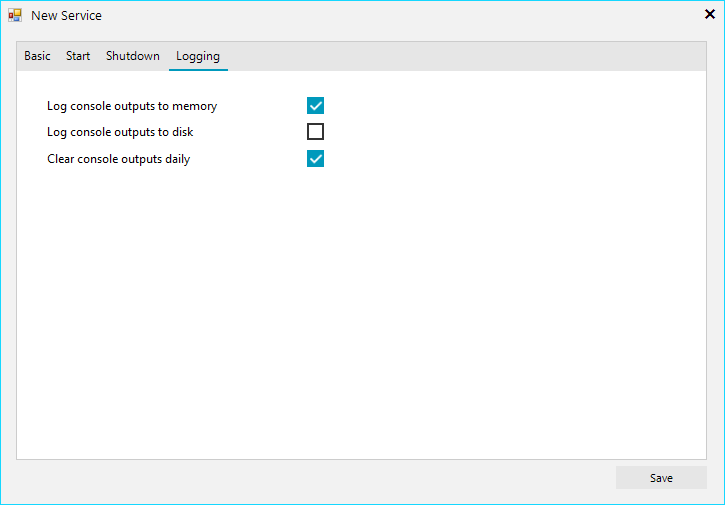 New Service
Basic Start Shutdown Logging
Log console outputs to memory
Log console outputs to disk
Clear console outputs daily
Save